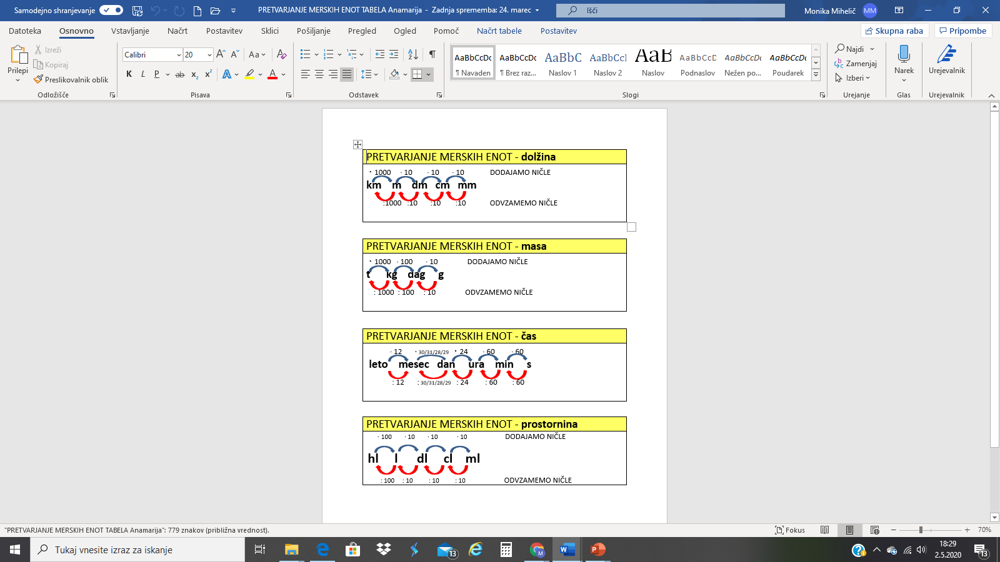 Samodejno shranjevanje
PRETVARJANJE MERSKIH ENOT TABELA Anamarija - Zadnja sprememba: 24. marec
Išči
Monika Mihelič MM
Datoteka Osnovno Vstavljanje Načrt Postavitev Sklici Pošiljanje Pregled Ogled Pomoč Načrt tabele Postavitev Skupna raba Pripombe
Prilepi
Izreži
Kopiraj
Preslikovalnik oblik
Odložišče
Calibri 20
Aa
K L P ab x₂ x² A A
Pisava
Odstavek
AaBbCcDc AaBbCcDc AaBbC AaBbCcI AaB AaBbCcD AaBbCcDc AaBbCcDc
¶ Navaden ¶ Brez raz... Naslov 1 Naslov 2 Naslov Podnaslov Nežen po... Poudarek
Slogi
Najdi
Zamenjaj
Izberi
Urejanje
Narek
Glas
Urejevalnik
Urejevalnik
PRETVARJANJE MERSKIH ENOT - dolžina
· 1000 · 10 · 10 · 10 DODAJAMO NIČLE
km m dm cm mm
:1000 :10 :10 :10 ODVZAMEMO NIČLE
PRETVARJANJE MERSKIH ENOT - masa
· 1000 · 100 · 10 DODAJAMO NIČLE
t kg dag g
: 1000 : 100 : 10 ODVZAMEMO NIČLE
PRETVARJANJE MERSKIH ENOT - čas
· 12 · 30/31/28/29 · 24 · 60 · 60
leto mesec dan ura min s
: 12 : 30/31/28/29 : 24 : 60 : 60
PRETVARJANJE MERSKIH ENOT - prostornina
· 100 · 10 · 10 · 10 DODAJAMO NIČLE
hl l dl cl ml
: 100 : 10 : 10 : 10 ODVZAMEMO NIČLE
"PRETVARJANJE MERSKIH ENOT TABELA Anamarija": 779 znakov (približna vrednost).
Fokus
70%
Tukaj vnesite izraz za iskanje
13
18:29
2.5.2020
13